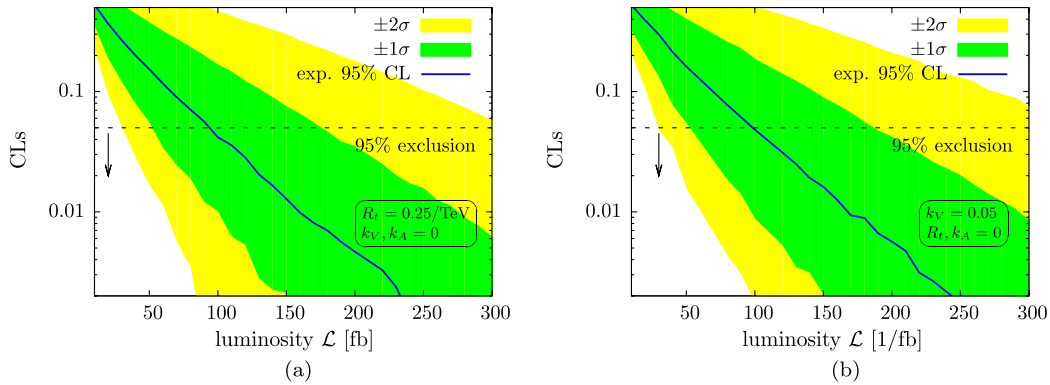 ±2σ
±1σ
exp. 95% CL
0.1
0.01
CLs
95% exclusion
R_t = 0.25/TeV
k_V, k_A = 0
50 100 150 200 250 300
luminosity ℒ [fb]
(a)
±2σ
±1σ
exp. 95% CL
0.1
0.01
CLs
95% exclusion
k_V = 0.05
R_t, k_A = 0
50 100 150 200 250 300
luminosity ℒ [1/fb]
(b)